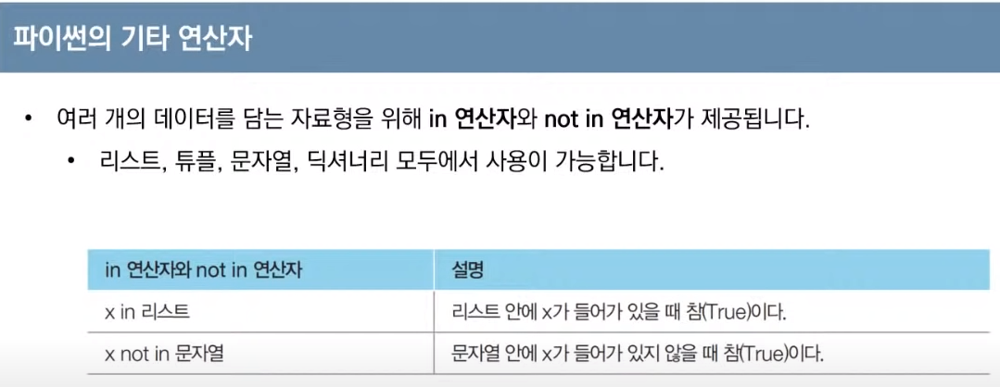 파이썬의 기타 연산자
• 여러 개의 데이터를 담는 자료형을 위해 in 연산자와 not in 연산자가 제공됩니다.
• 리스트, 튜플, 문자열, 딕셔너리 모두에서 사용이 가능합니다.
in 연산자와 not in 연산자 설명
x in 리스트 리스트 안에 x가 들어가 있을 때 참(True)이다.
x not in 문자열 문자열 안에 x가 들어가 있지 않을 때 참(True)이다.